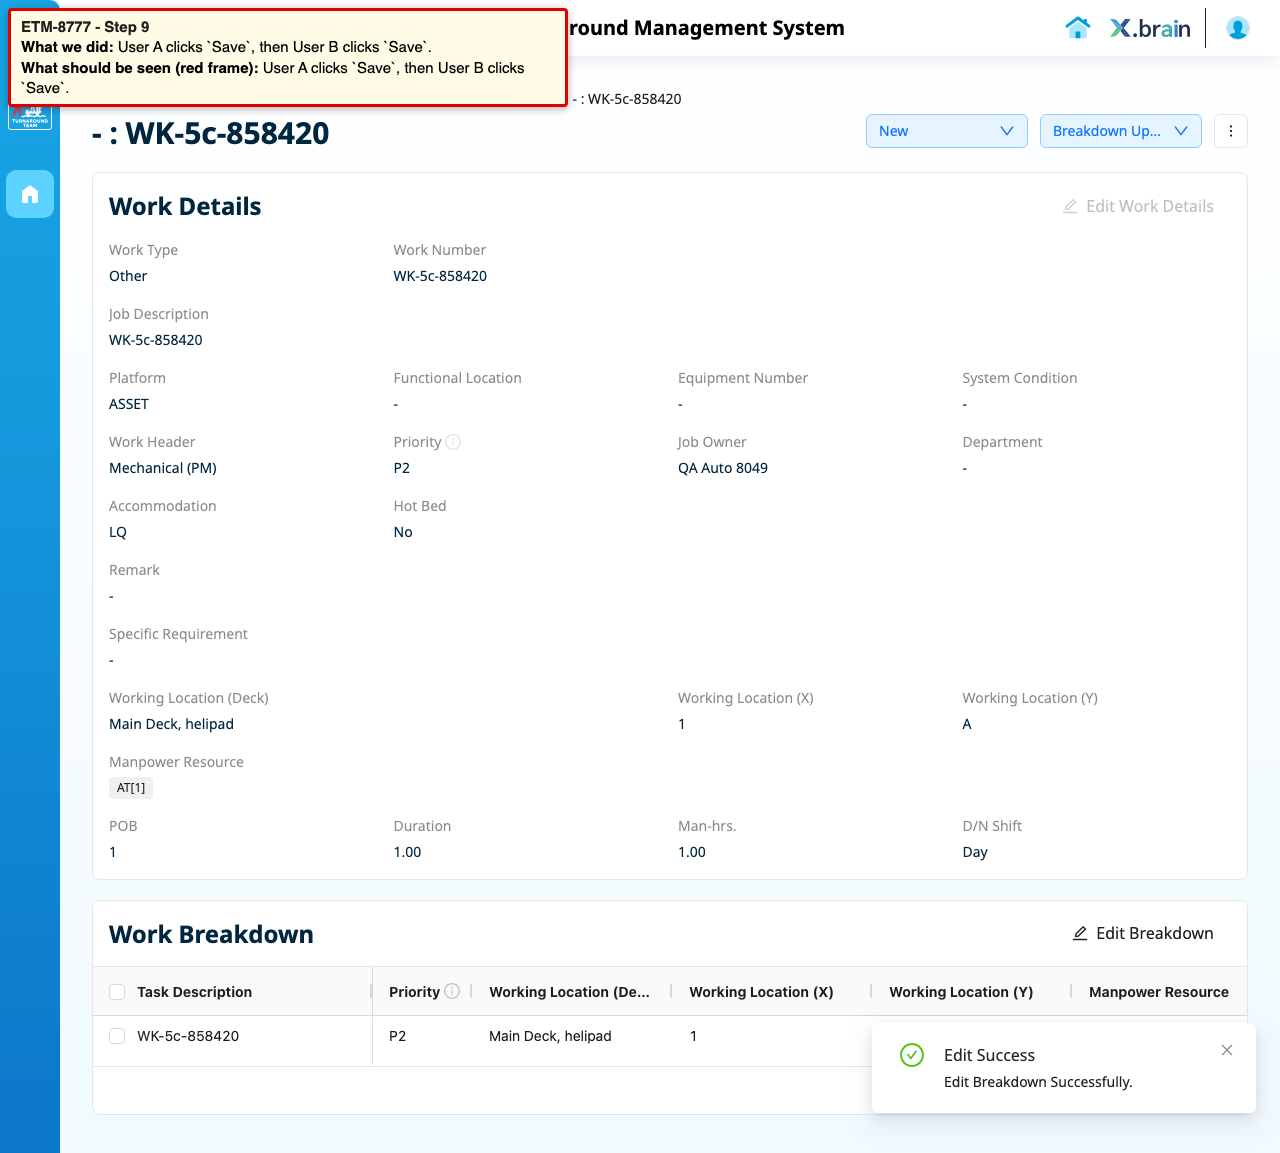 ETM-8777 - Step 9
What we did: User A clicks `Save`, then User B clicks `Save`.
What should be seen (red frame): User A clicks `Save`, then User B clicks
`Save`.
round Management System
X.brain
TURNAROUND
TEAM
- : WK-5c-858420
- : WK-5c-858420
New
Breakdown Up...
Work Details
Edit Work Details
Work Type
Work Number
Other
WK-5c-858420
Job Description
WK-5c-858420
Platform
Functional Location
Equipment Number
System Condition
ASSET
-
-
-
Work Header
Priority
Job Owner
Department
Mechanical (PM)
P2
QA Auto 8049
-
Accommodation
Hot Bed
LQ
No
Remark
-
Specific Requirement
-
Working Location (Deck)
Working Location (X)
Working Location (Y)
Main Deck, helipad
1
A
Manpower Resource
AT[1]
POB
Duration
Man-hrs.
D/N Shift
1
1.00
1.00
Day
Work Breakdown
Edit Breakdown
Task Description
Priority
Working Location (De...
Working Location (X)
Working Location (Y)
Manpower Resource
WK-5c-858420
P2
Main Deck, helipad
1
Edit Success
Edit Breakdown Successfully.